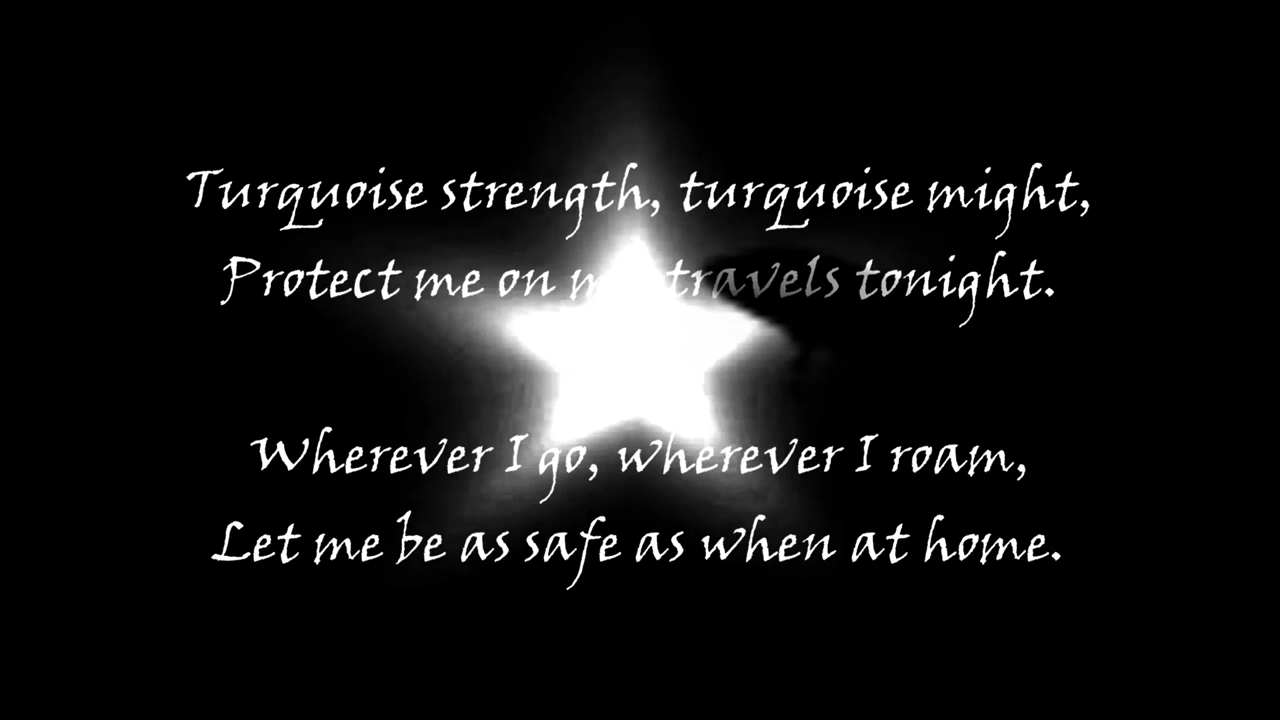 Turquoise strength, turquoise might,
Protect me on my travels tonight.
Wherever I go, wherever I roam,
Let me be as safe as when at home.